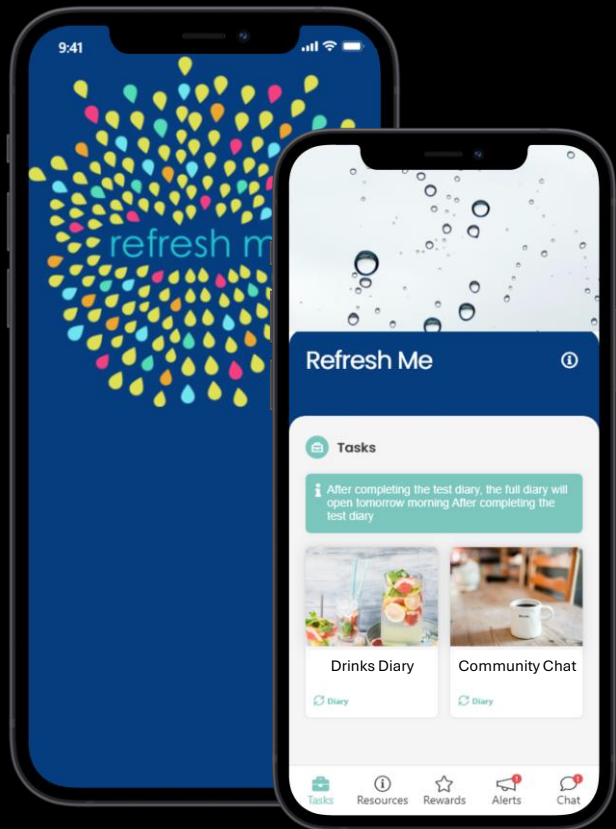 9:41
refresh m
Refresh Me
Tasks
After completing the test diary, the full diary will
open tomorrow morning After completing the
test diary
Drinks Diary
Community Chat
Diary
Diary
Tasks
Resources
Rewards
Alerts
Chat